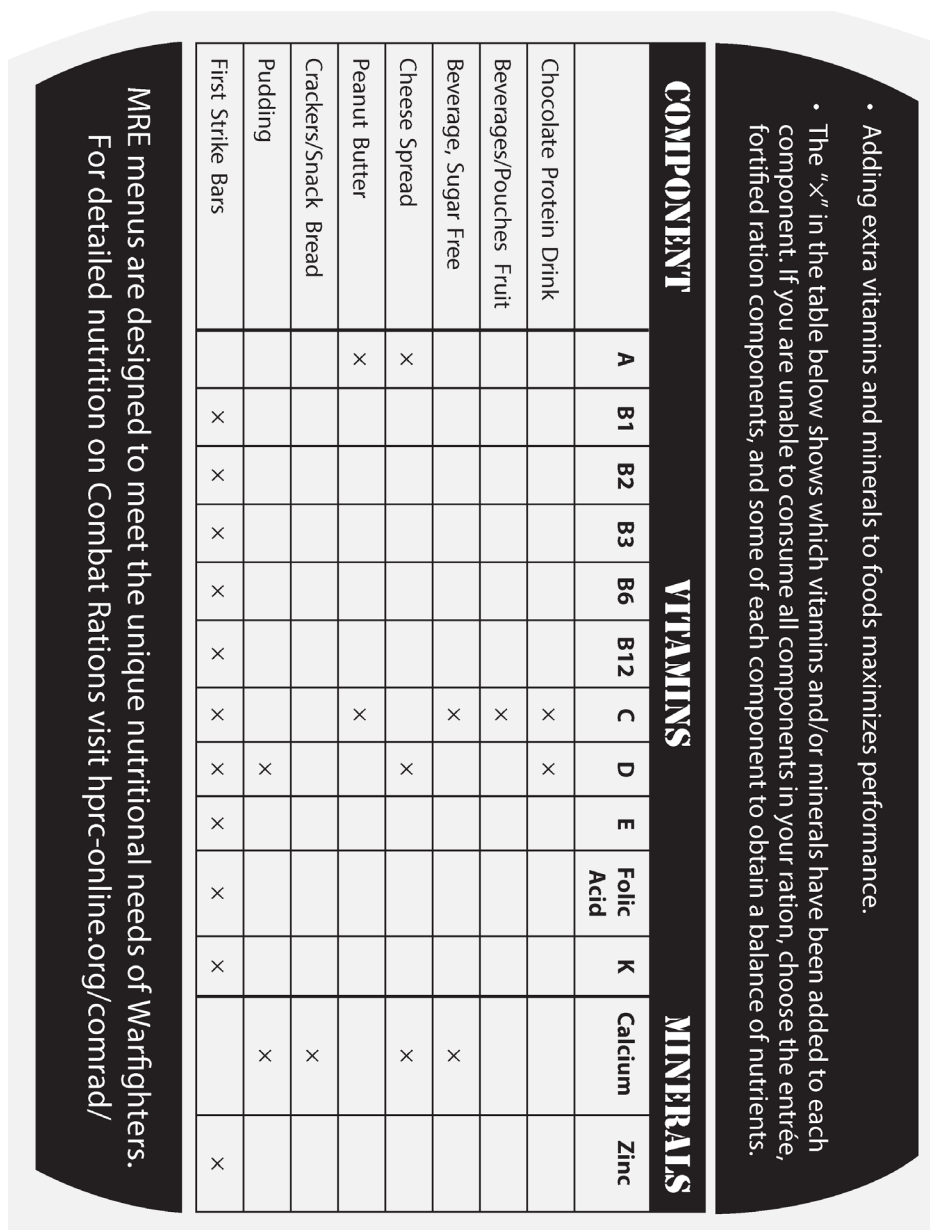 • Adding extra vitamins and minerals to foods maximizes performance.
• The “×” in the table below shows which vitamins and/or minerals have been added to each
component. If you are unable to consume all components in your ration, choose the entrée,
fortified ration components, and some of each component to obtain a balance of nutrients.
COMPONENT VITAMINS MINERALS
A B1 B2 B3 B6 B12 C D E Folic Acid K Calcium Zinc
Chocolate Protein Drink × ×
Beverages/Pouches Fruit ×
Beverage, Sugar Free × ×
Cheese Spread × × ×
Peanut Butter × ×
Crackers/Snack Bread ×
Pudding × ×
First Strike Bars × × × × × × × × × × ×
MRE menus are designed to meet the unique nutritional needs of Warfighters.
For detailed nutrition on Combat Rations visit hprc-online.org/comrad/